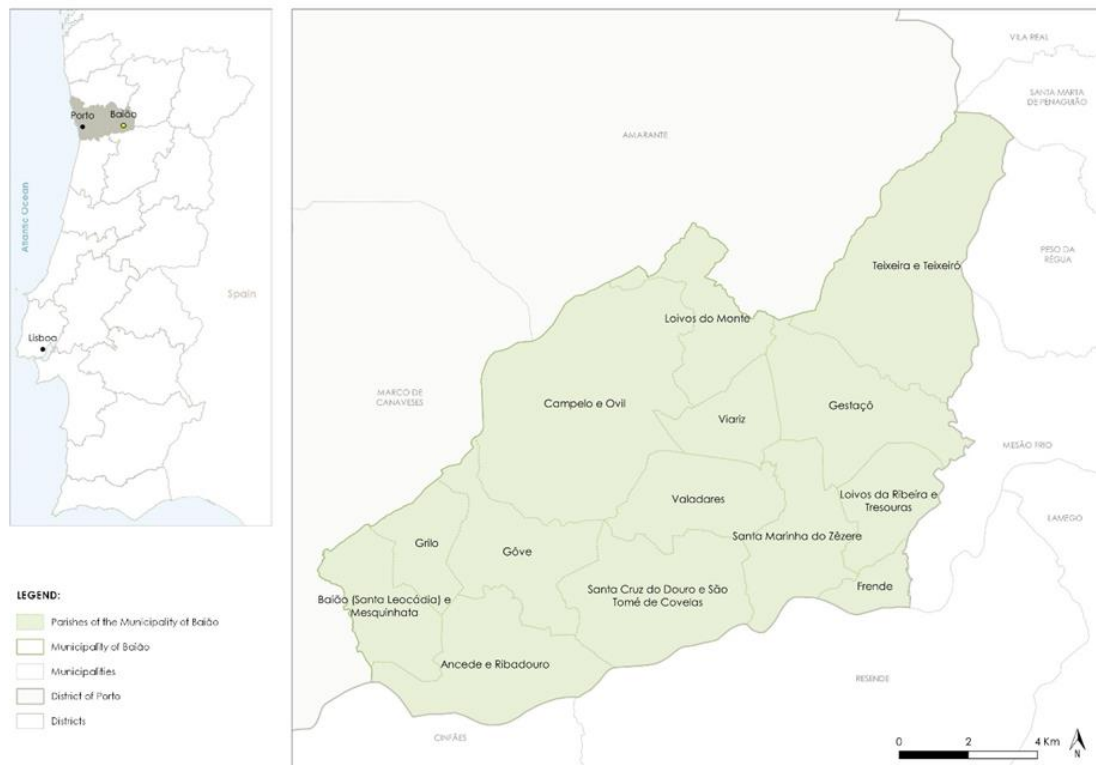 Porto
Baião
Atlantic Ocean
Spain
Lisboa
LEGEND:
Parishes of the Municipality of Baião
Municipality of Baião
Municipalities
District of Porto
Districts
VILA REAL
SANTA MARTA
DE PENAGUIÃO
AMARANTE
PESO DA
RÉGUA
Teixeira e Teixeiró
Loivos do Monte
MARCO DE
CANAVESES
Campelo e Ovil
Viariz
Gestaçô
MESÃO FRIO
Valadares
Loivos da Ribeira e
Tresouras
LAMEGO
Grilo
Gôve
Santa Marinha do Zêzere
Baião (Santa Leocádia) e
Mesquinhata
Santa Cruz do Douro e São
Tomé de Covelas
Frende
Ancede e Ribadouro
RESENDE
CINFÃES
0 2 4 Km
N